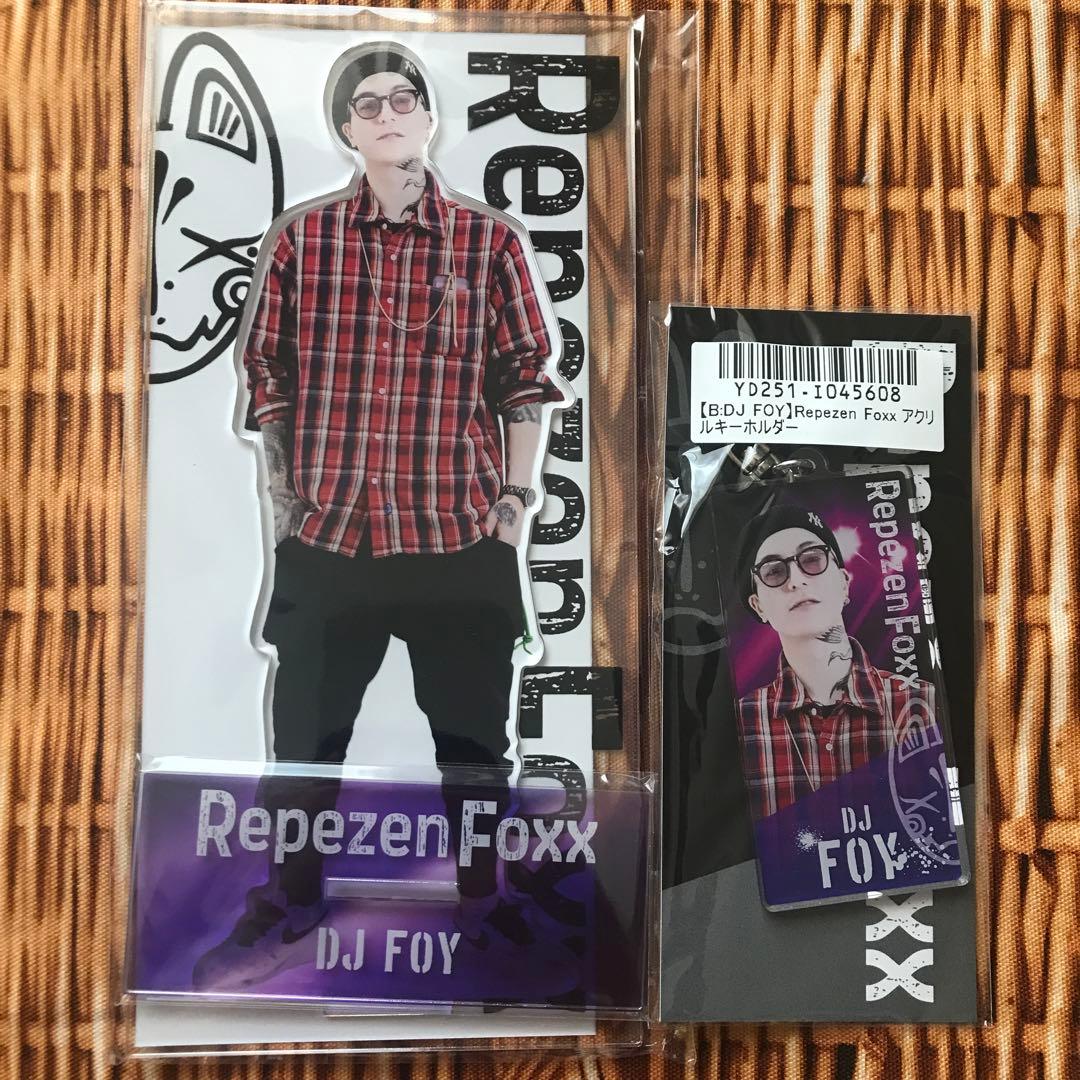 Repezen Foxx
Repezen Foxx
DJ FOY
YD251-I045608
【B:DJ FOY】Repezen Foxx アクリ
ルキーホルダー
Repezen Foxx
DJ
FOY
xx